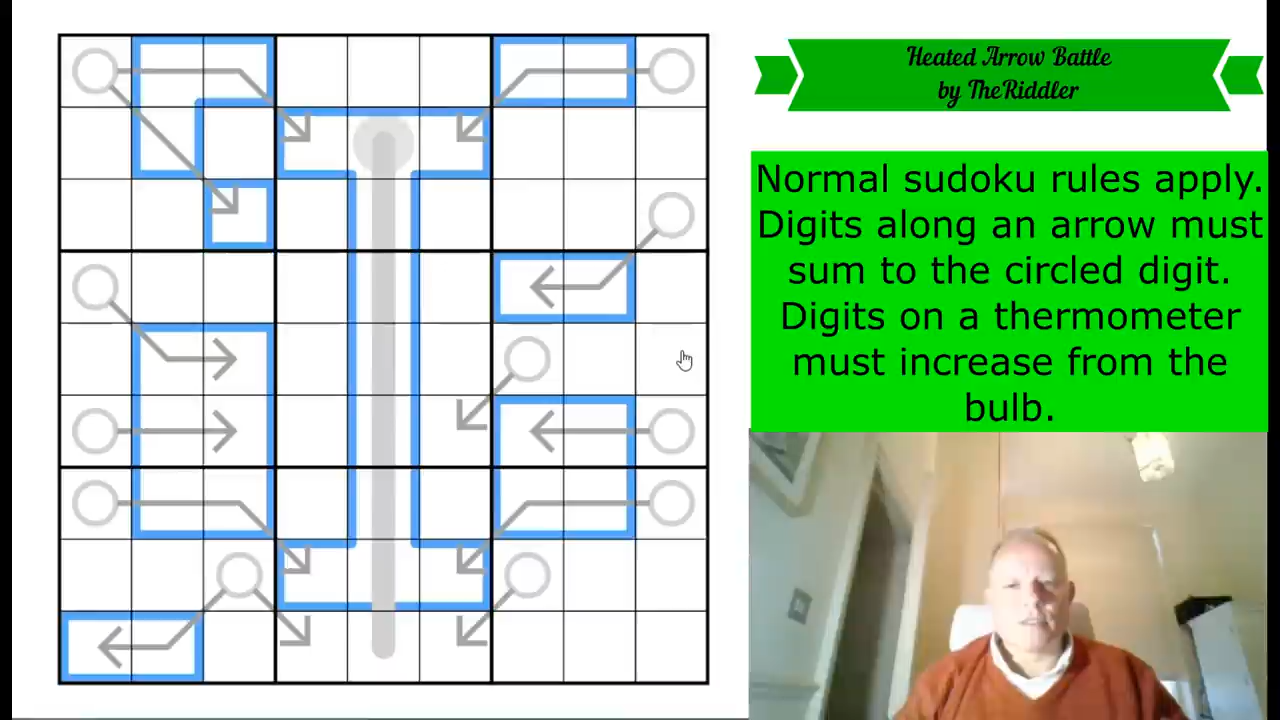 Heated Arrow Battle
by TheRiddler
Normal sudoku rules apply.
Digits along an arrow must
sum to the circled digit.
Digits on a thermometer
must increase from the
bulb.